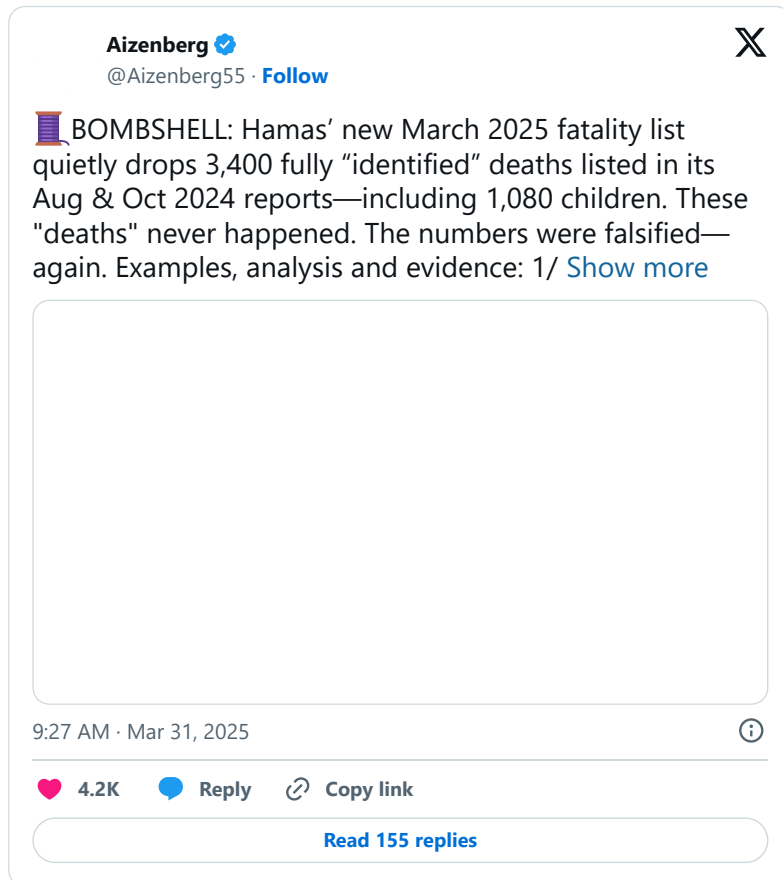 Aizenberg
@Aizenberg55 · Follow
BOMBSHELL: Hamas’ new March 2025 fatality list
quietly drops 3,400 fully “identified” deaths listed in its
Aug & Oct 2024 reports—including 1,080 children. These
"deaths" never happened. The numbers were falsified—
again. Examples, analysis and evidence: 1/ Show more
9:27 AM · Mar 31, 2025
4.2K Reply Copy link
Read 155 replies